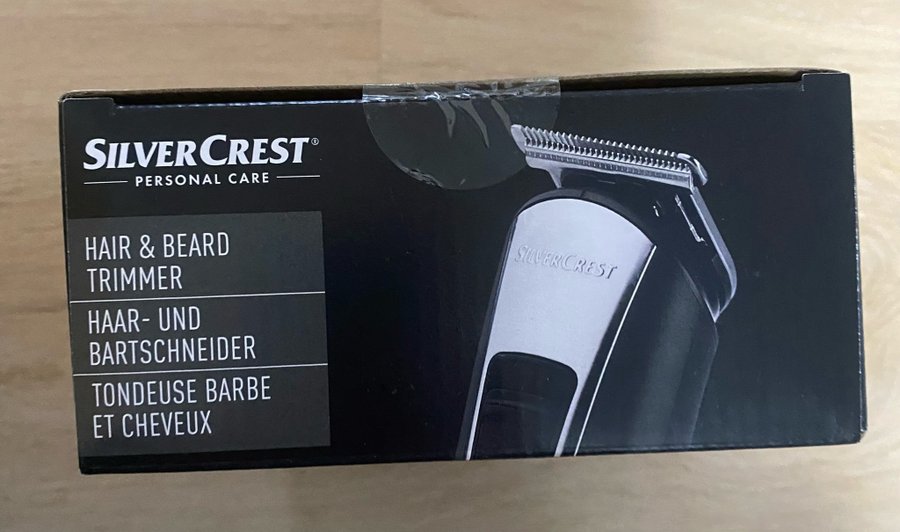 SILVERCREST®
PERSONAL CARE
HAIR & BEARD
TRIMMER
HAAR- UND
BARTSCHNEIDER
TONDEUSE BARBE
ET CHEVEUX
SILVERCREST